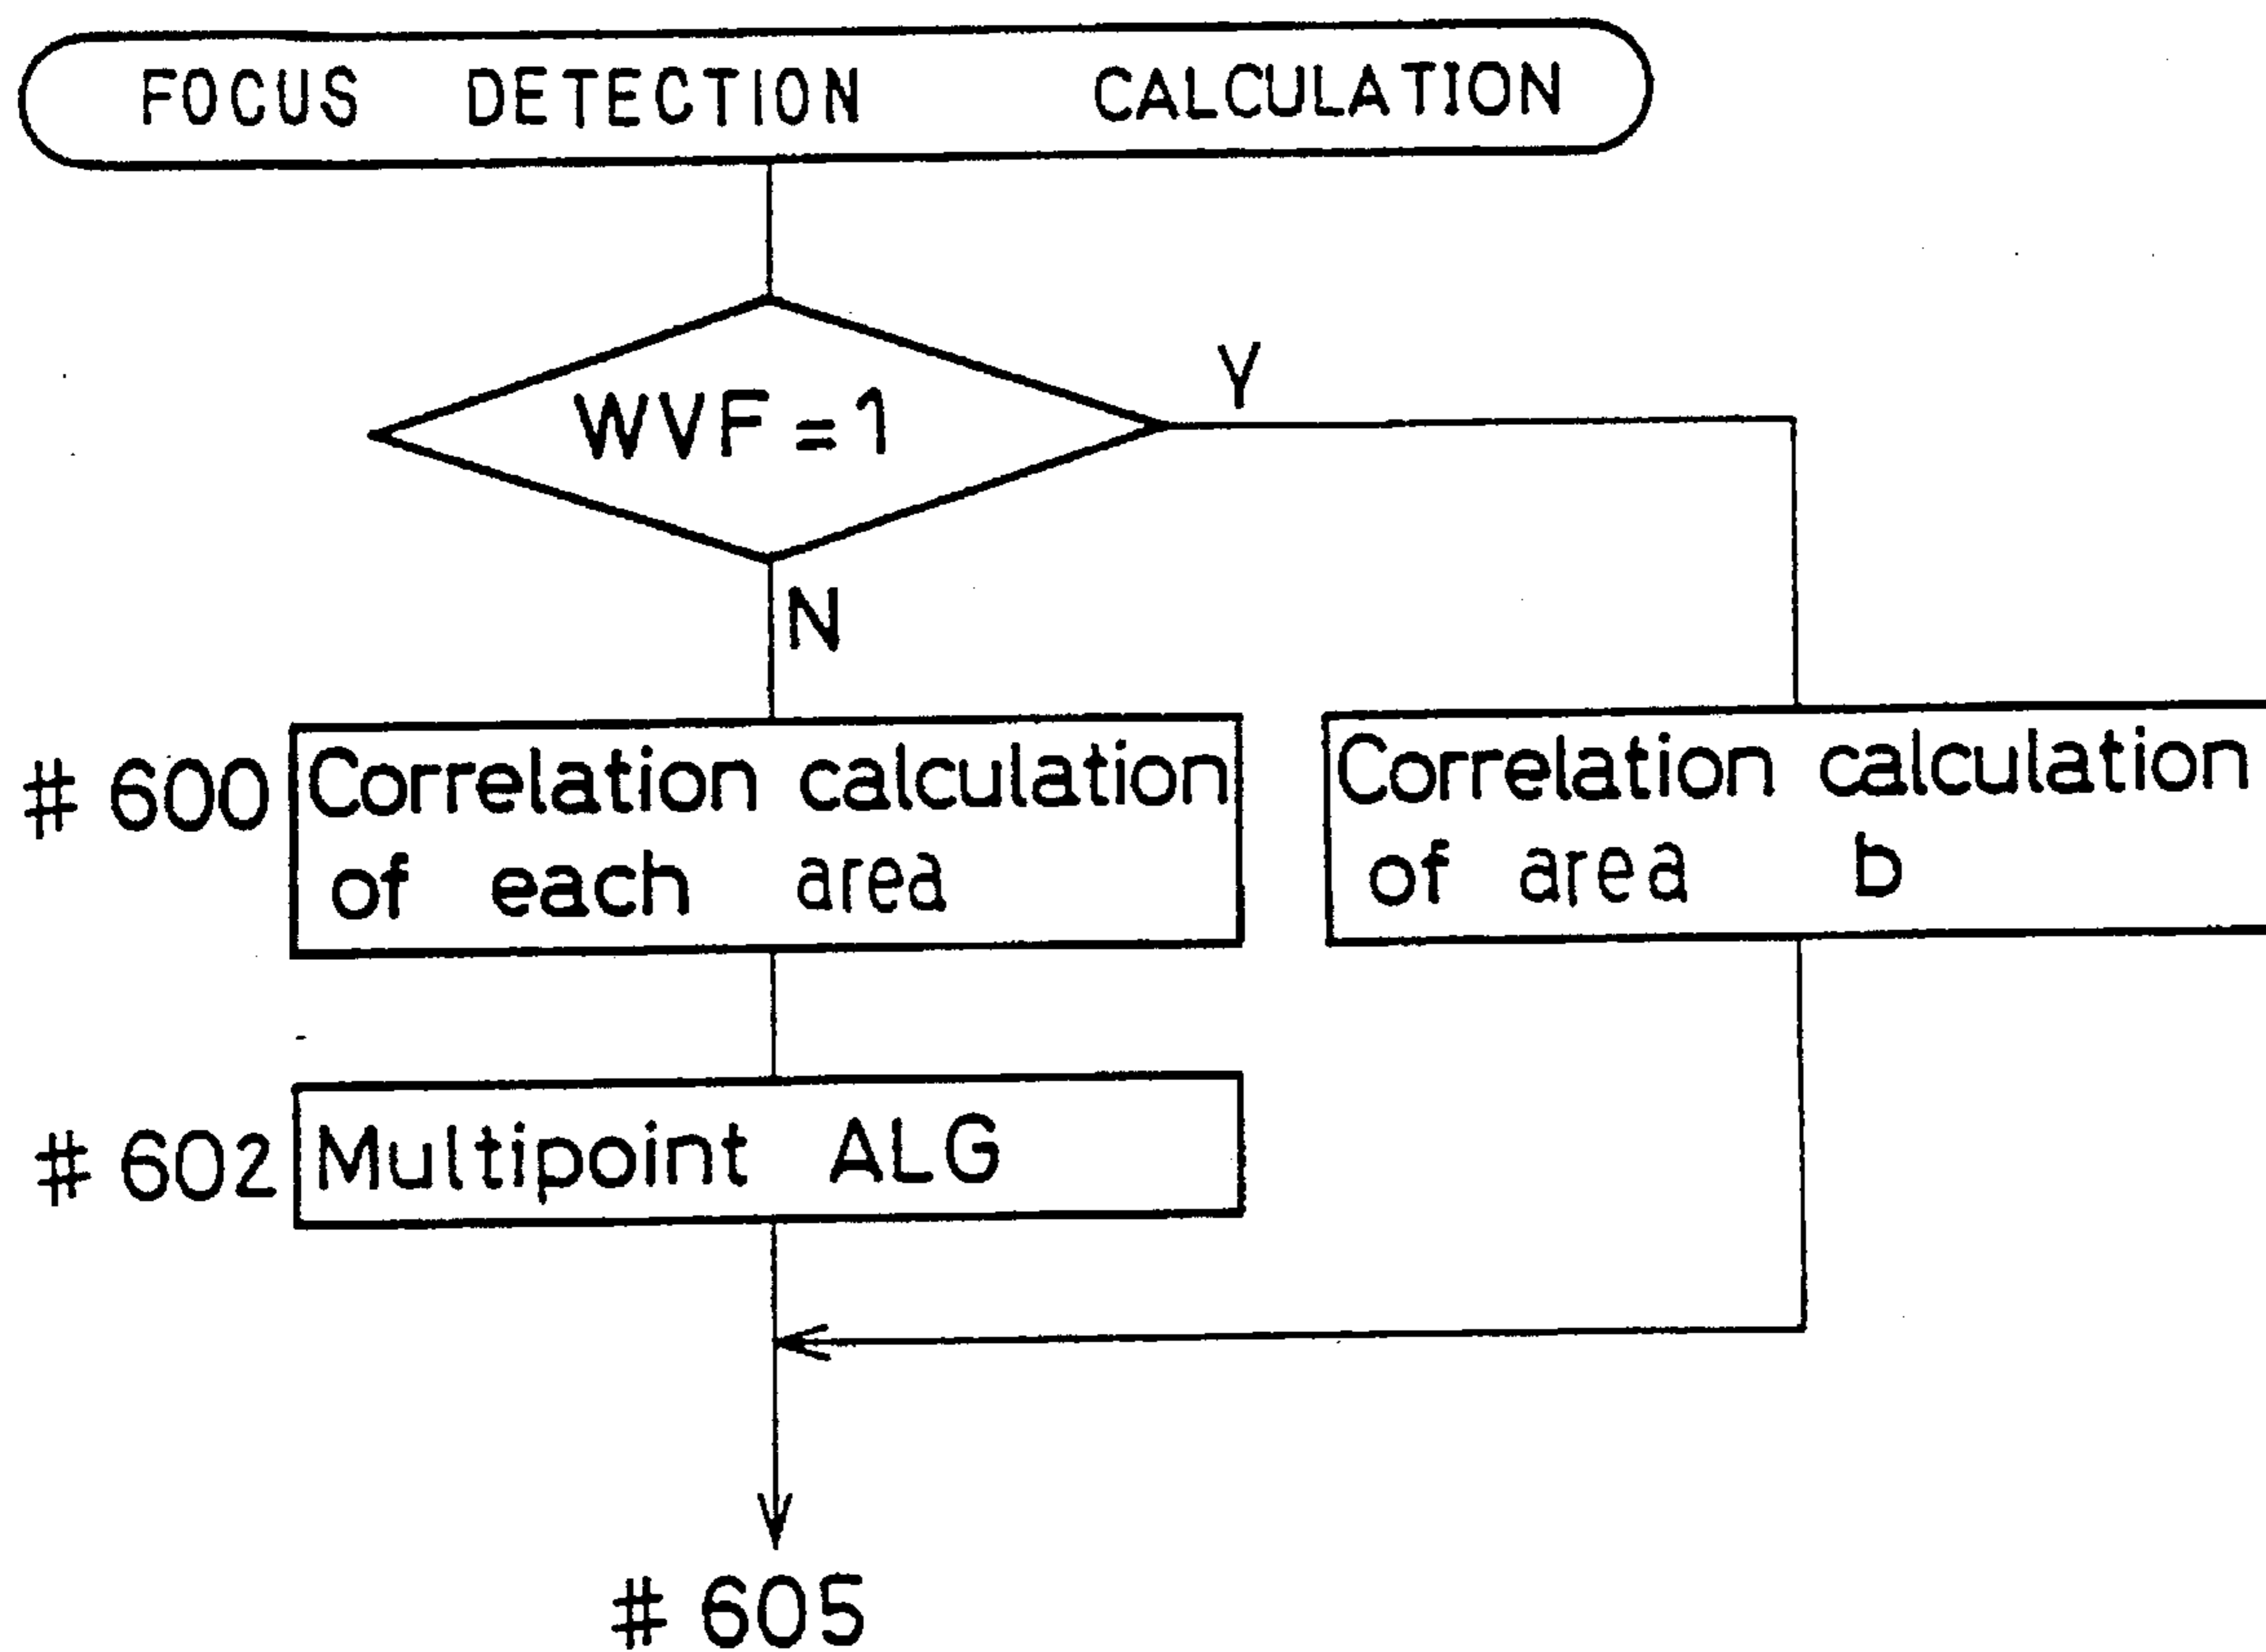 FOCUS DETECTION CALCULATION
WVF=1
Y
N
# 600
Correlation calculation
of each area
Correlation calculation
of area b
# 602
Multipoint ALG
# 605